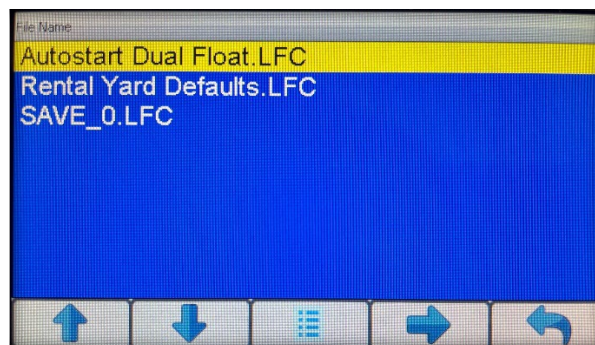 File Name
Autostart Dual Float.LFC
Rental Yard Defaults.LFC
SAVE_0.LFC